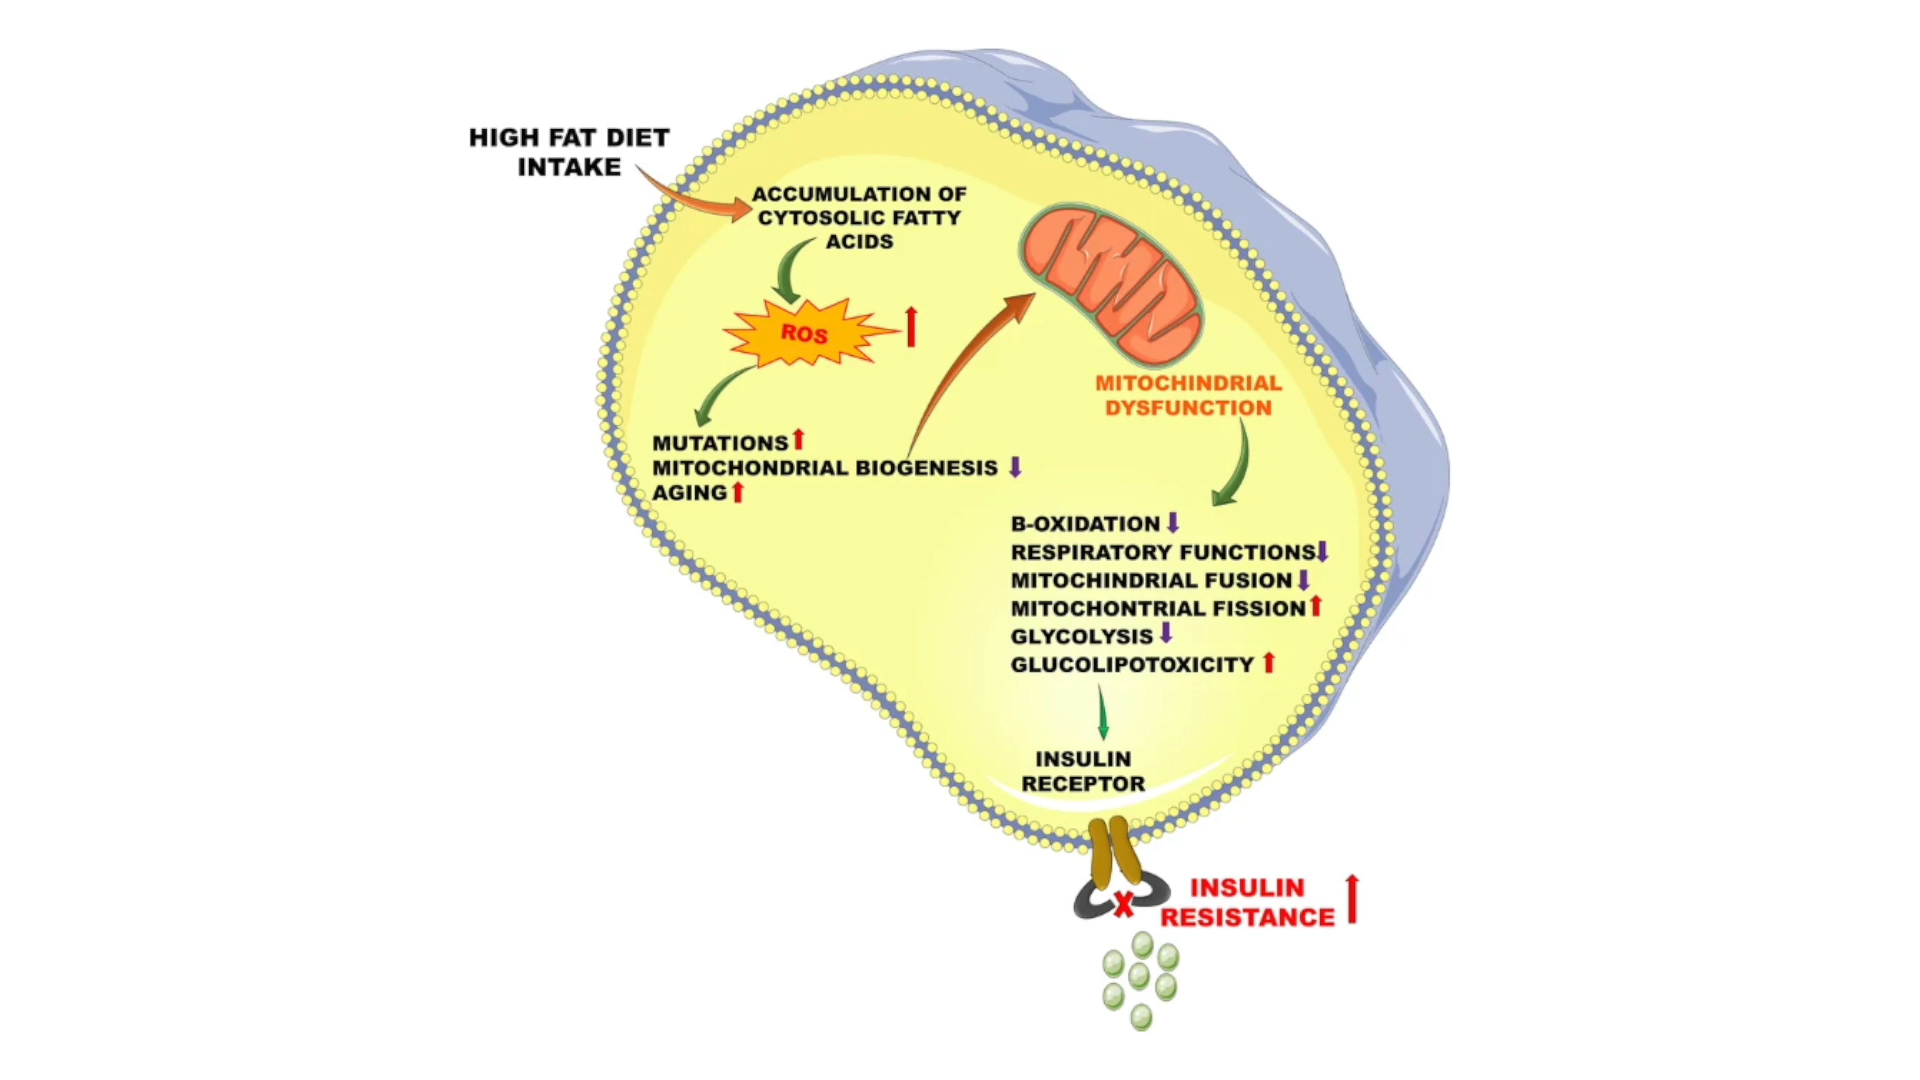 HIGH FAT DIET
INTAKE
ACCUMULATION OF
CYTOSOLIC FATTY
ACIDS
ROS
MUTATIONS
MITOCHONDRIAL BIOGENESIS
AGING
MITOCHINDRIAL
DYSFUNCTION
B-OXIDATION
RESPIRATORY FUNCTIONS
MITOCHINDRIAL FUSION
MITOCHONTRIAL FISSION
GLYCOLYSIS
GLUCOLIPOTOXICITY
INSULIN
RECEPTOR
X
INSULIN
RESISTANCE